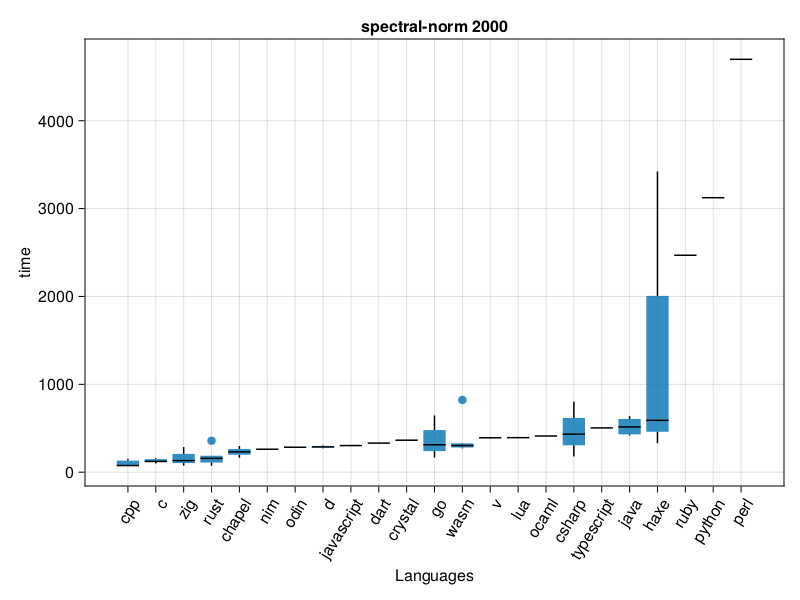 spectral-norm 2000
time
4000
3000
2000
1000
0
cpp
c
zig
rust
chapel
nim
odin
d
javascript
dart
crystal
go
wasm
v
lua
ocaml
csharp
typescript
java
haxe
ruby
python
perl
Languages